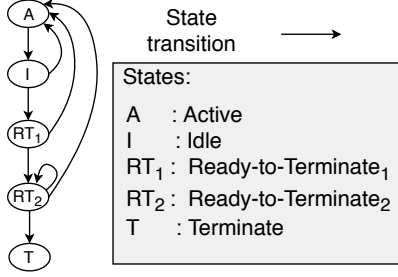 A
I
RT1
RT2
T
State
transition
States:
A : Active
I : Idle
RT1 : Ready-to-Terminate1
RT2 : Ready-to-Terminate2
T : Terminate